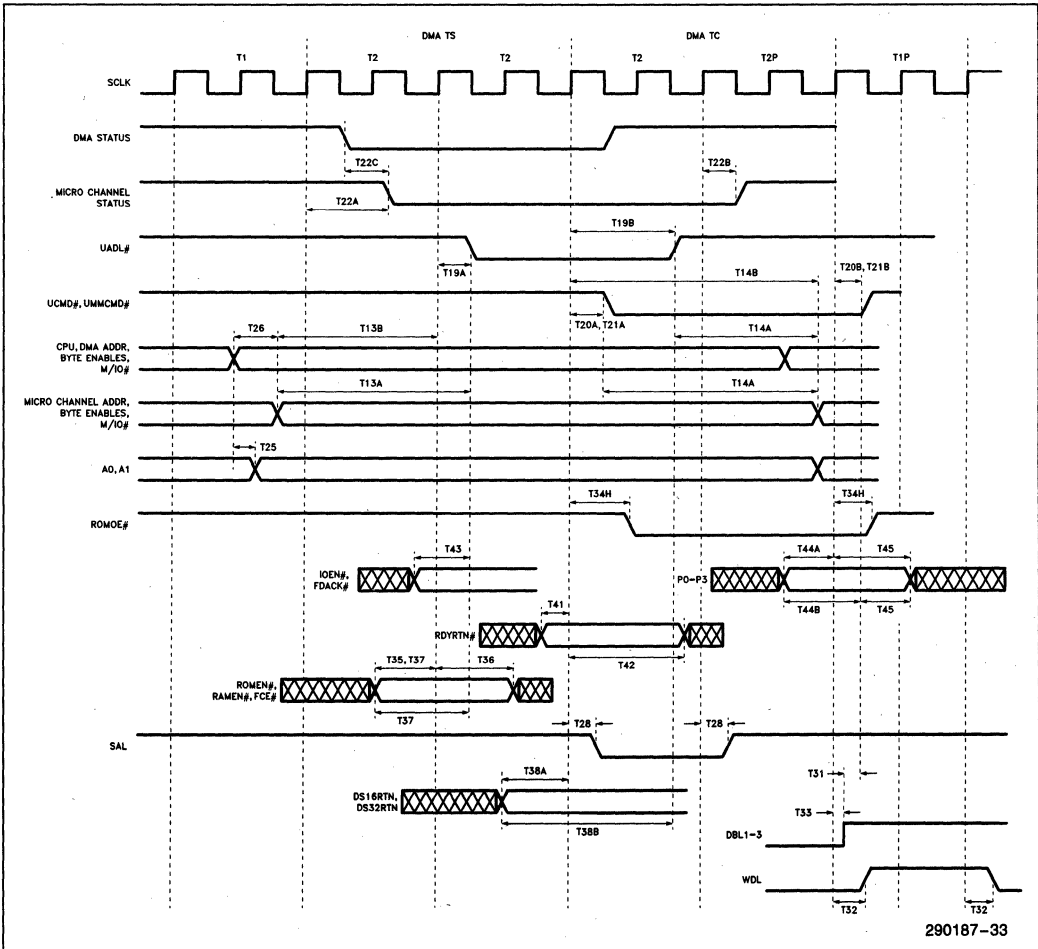 DMA TS DMA TC
T1 T2 T2 T2 T2P T1P
SCLK
DMA STATUS
T22C T22B
MICRO CHANNEL
STATUS
T22A
T19B
UADL#
T19A T14B T20B, T21B
UCMD#, UMMCMD#
T20A, T21A
T26 T13B T14A
CPU, DMA ADDR,
BYTE ENABLES,
M/IO#
T13A T14A
MICRO CHANNEL ADDR,
BYTE ENABLES,
M/IO#
T25
A0, A1
T34H T34H
ROMOE#
T43 T44A T45
IOEN#,
FDACK#
P0-P3
T41 T44B T45
RDYRTN#
T35, T37 T36 T42
ROMEN#,
RAMEN#, FCE#
T37 T28 T28
SAL
T38A T31
DS16RTN,
DS32RTN
T33
T38B
DBL1-3
WDL
T32 T32
290187-33